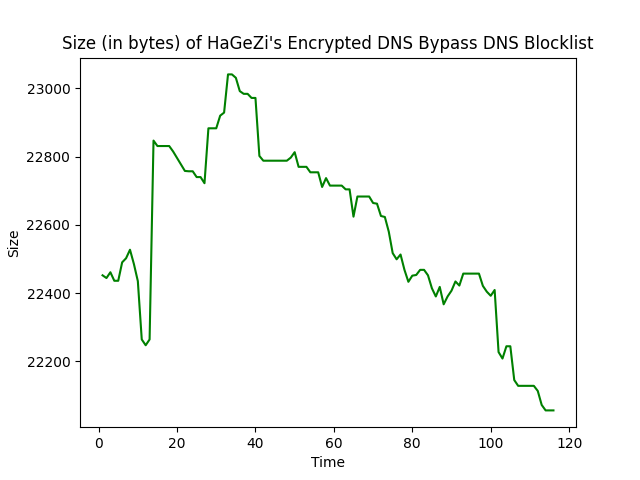 Size (in bytes) of HaGeZi's Encrypted DNS Bypass DNS Blocklist
23000
22800
22600
22400
22200
Size
0 20 40 60 80 100 120
Time